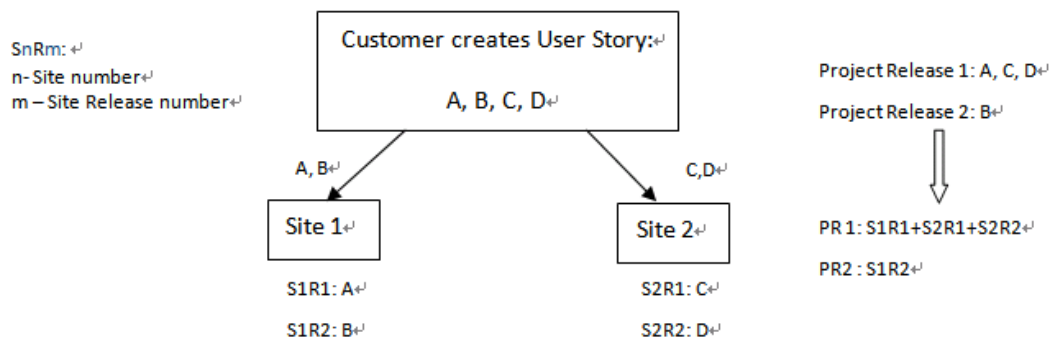 SnRm:
n- Site number
m – Site Release number
Customer creates User Story:
A, B, C, D
A, B
C,D
Site 1
Site 2
S1R1: A
S1R2: B
S2R1: C
S2R2: D
Project Release 1: A, C, D
Project Release 2: B
PR 1: S1R1+S2R1+S2R2
PR2 : S1R2